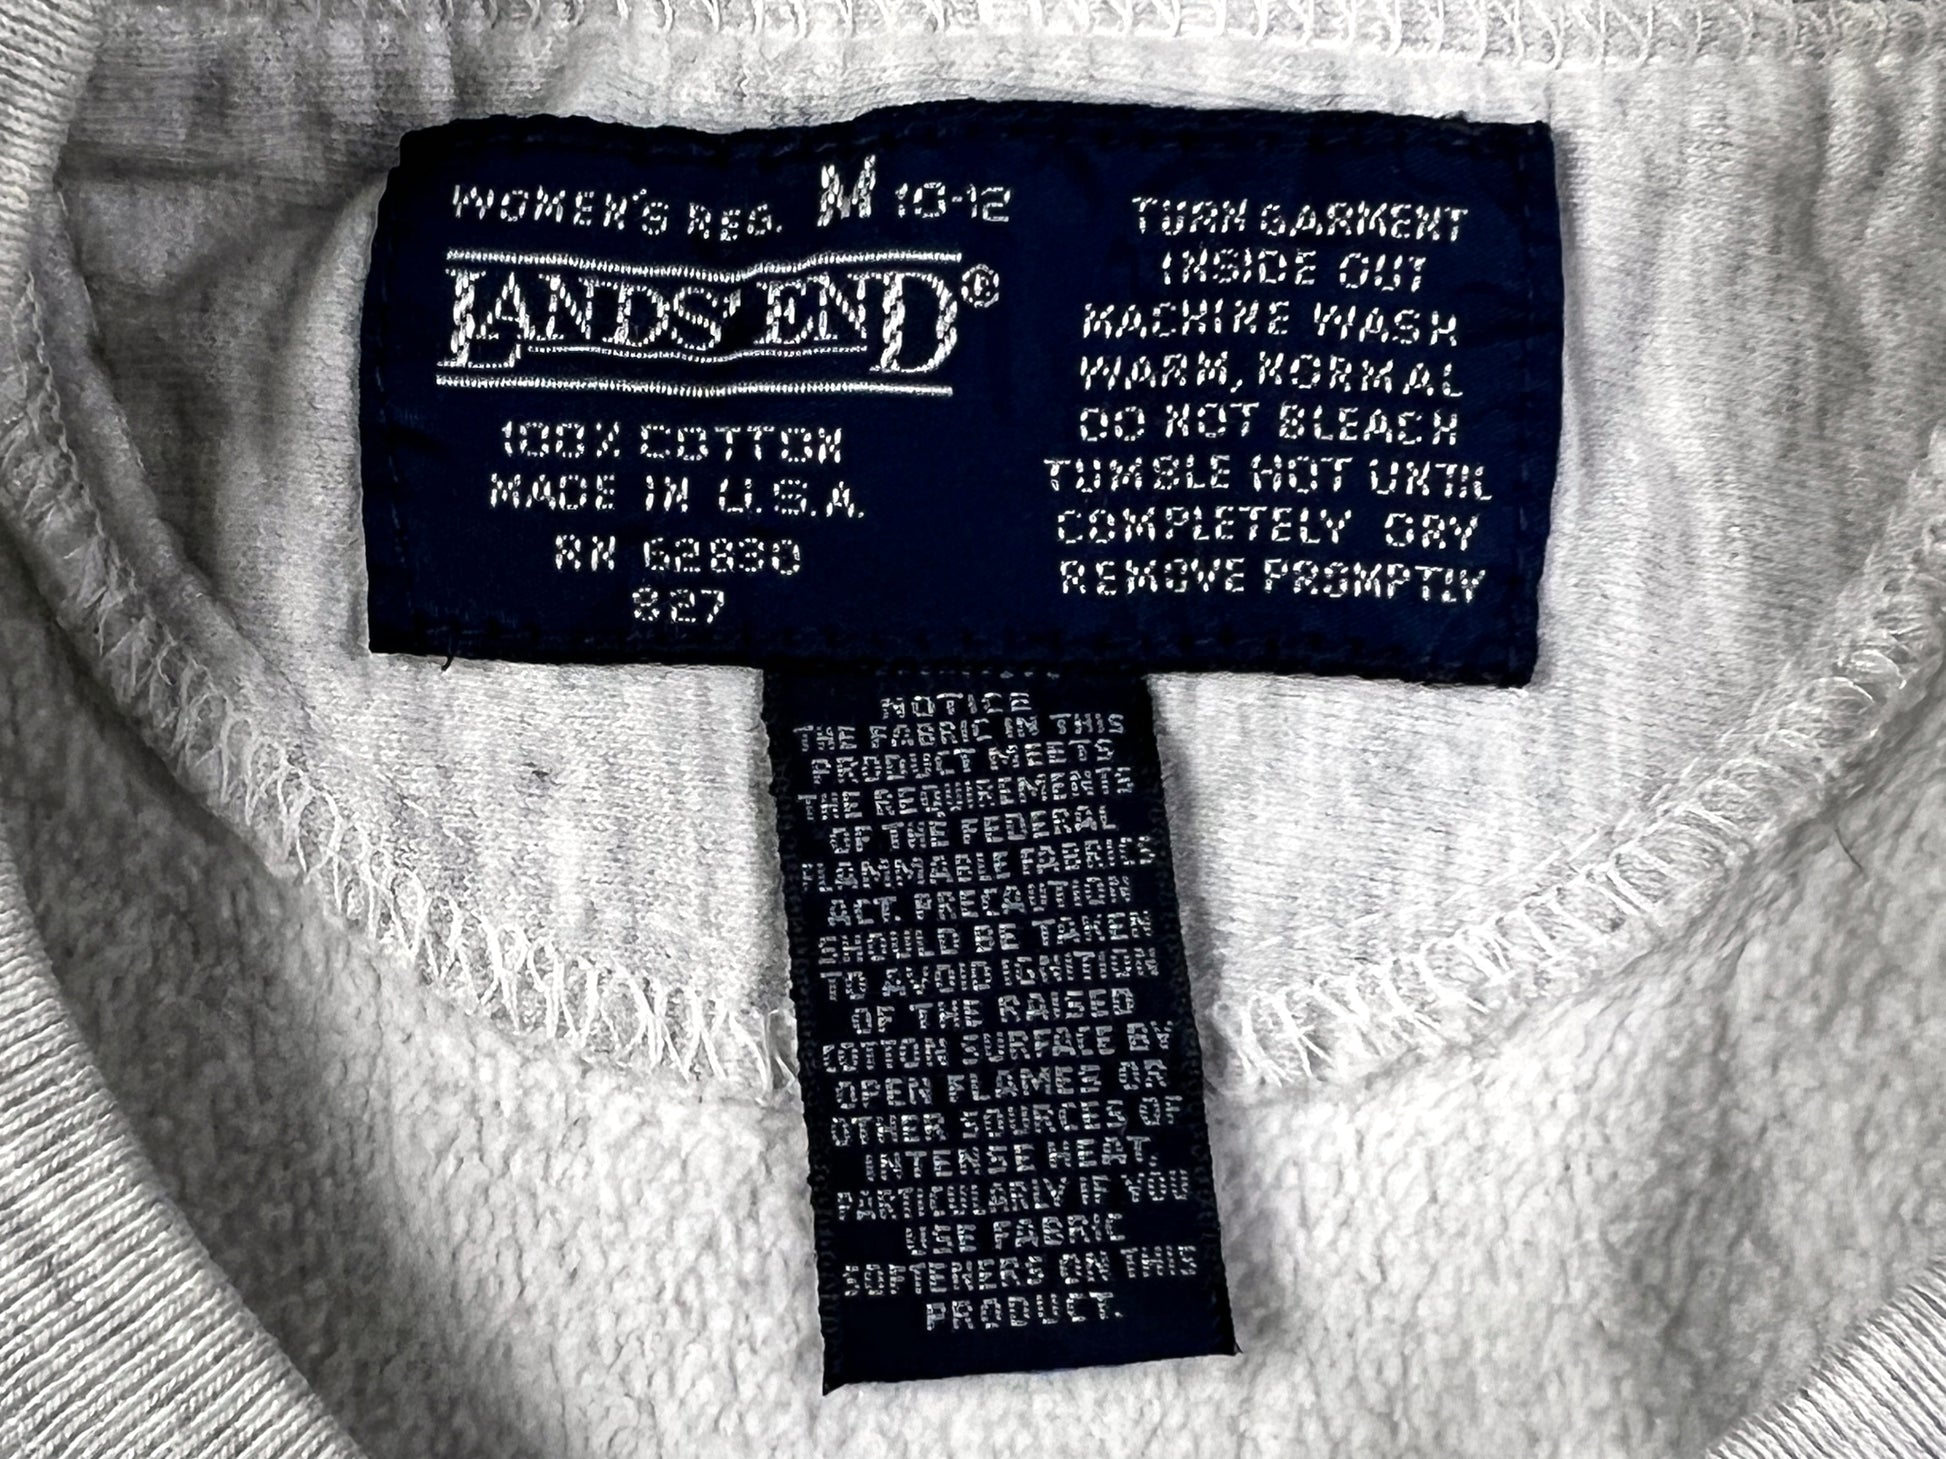 WOMEN'S REG. M 10-12
LANDS' END®
100% COTTON
MADE IN U.S.A.
RN 62830
827
TURN GARMENT
INSIDE OUT
MACHINE WASH
WARM, NORMAL
DO NOT BLEACH
TUMBLE HOT UNTIL
COMPLETELY DRY
REMOVE PROMPTLY
NOTICE
THE FABRIC IN THIS
PRODUCT MEETS
THE REQUIREMENTS
OF THE FEDERAL
FLAMMABLE FABRICS
ACT. PRECAUTION
SHOULD BE TAKEN
TO AVOID IGNITION
OF THE RAISED
COTTON SURFACE BY
OPEN FLAMES OR
OTHER SOURCES OF
INTENSE HEAT,
PARTICULARLY IF YOU
USE FABRIC
SOFTENERS ON THIS
PRODUCT.